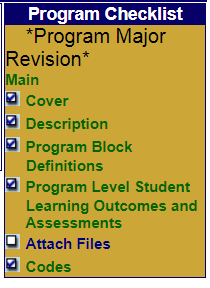 Program Checklist
*Program Major
Revision*
Main
Cover
Description
Program Block
Definitions
Program Level Student
Learning Outcomes and
Assessments
Attach Files
Codes